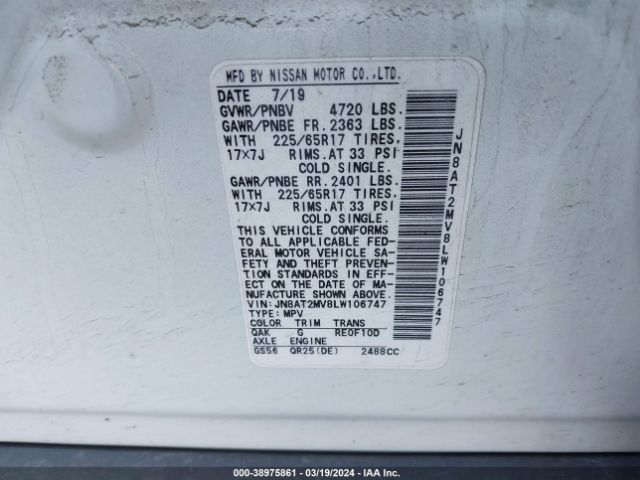 MFD BY NISSAN MOTOR CO.,LTD.
DATE 7/19
GVWR/PNBV 4720 LBS.
GAWR/PNBE FR. 2363 LBS.
WITH 225/65R17 TIRES.
17×7J RIMS.AT 33 PSI
COLD SINGLE.
GAWR/PNBE RR. 2401 LBS.
WITH 225/65R17 TIRES.
17×7J RIMS.AT 33 PSI
COLD SINGLE.
THIS VEHICLE CONFORMS
TO ALL APPLICABLE FED-
ERAL MOTOR VEHICLE SA-
FETY AND THEFT PREVEN-
TION STANDARDS IN EFF-
ECT ON THE DATE OF MA-
NUFACTURE SHOWN ABOVE.
VIN: JN8AT2MV8LW106747
TYPE: MPV
COLOR TRIM TRANS
QAK G RE0F10D
AXLE ENGINE
GS56 QR25(DE) 2488CC
JN8AT2MV8LW106747
000-38975861 - 03/19/2024 - IAA Inc.